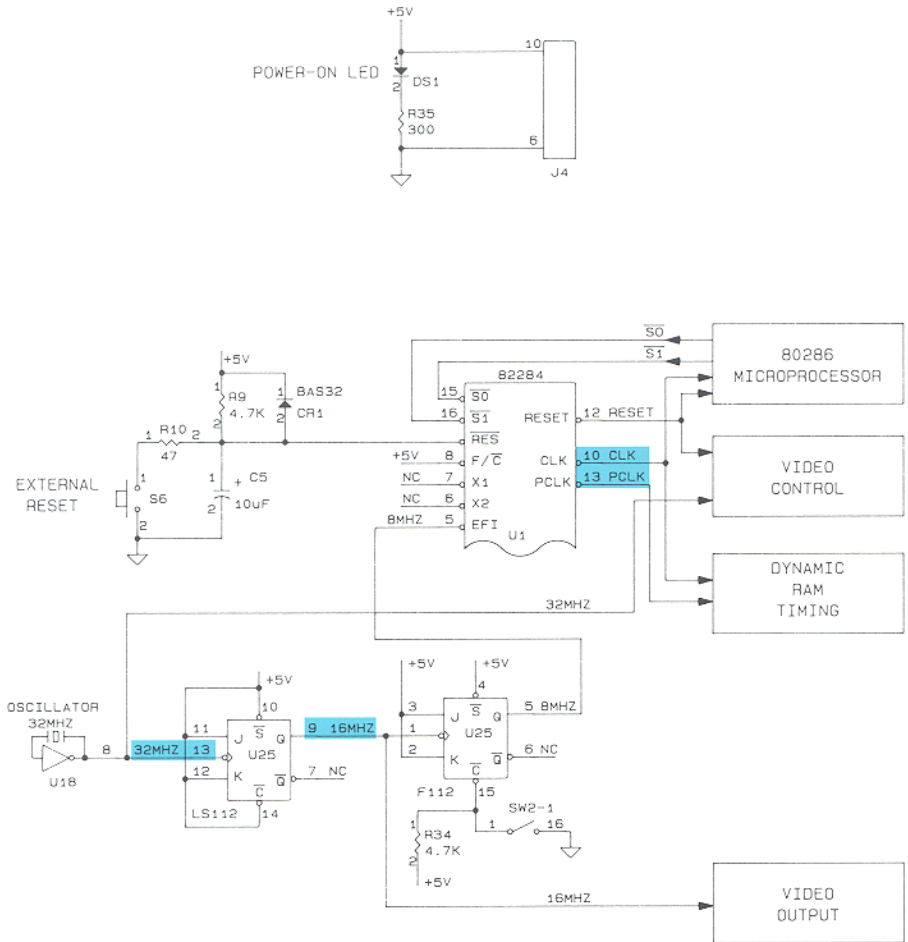 +5V
10
POWER-ON LED
1
2
DS1
R35
300
6
J4
S0
S1
80286
MICROPROCESSOR
+5V
1
R9
4.7K
2
1
BAS32
CR1
2
82284
15
S0
16
S1
RESET
12 RESET
R10
1
2
47
RES
+5V
8
F/C
CLK
10 CLK
NC
7
X1
PCLK
13 PCLK
NC
6
X2
8MHZ
5
EFI
U1
EXTERNAL
RESET
1
S6
2
1
+
C5
10uF
2
VIDEO
CONTROL
DYNAMIC
RAM
TIMING
32MHZ
OSCILLATOR
32MHZ
8
U18
32MHZ 13
+5V
10
11
J
S
Q
9 16MHZ
U25
12
K
Q
7 NC
C
LS112
14
+5V
+5V
4
3
J
S
Q
5 8MHZ
1
U25
2
K
Q
6 NC
C
F112
15
SW2-1
1
16
1
R34
4.7K
2
+5V
16MHZ
VIDEO
OUTPUT